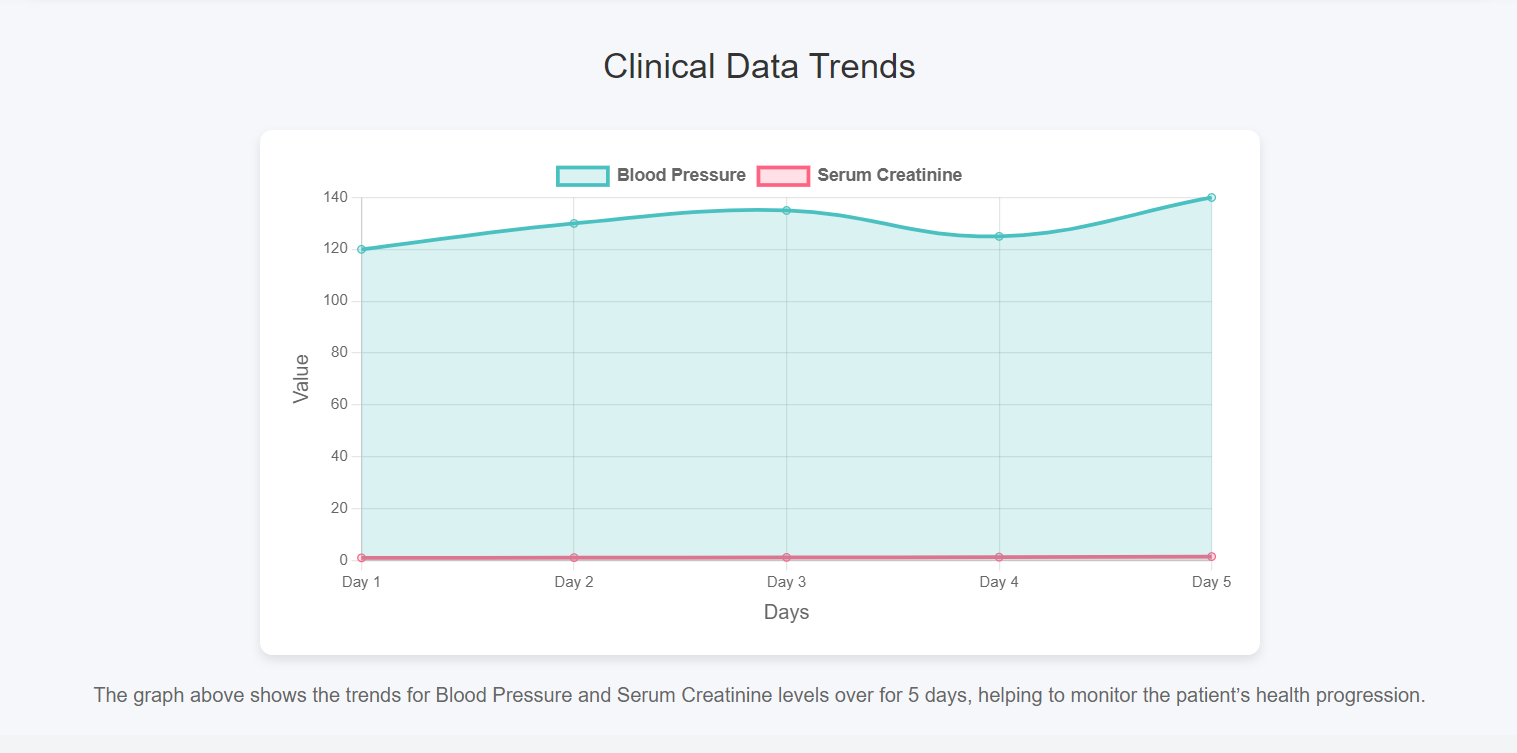 Clinical Data Trends
Blood Pressure Serum Creatinine
140
120
100
80
60
40
20
0
Value
Day 1 Day 2 Day 3 Day 4 Day 5
Days
The graph above shows the trends for Blood Pressure and Serum Creatinine levels over for 5 days, helping to monitor the patient’s health progression.